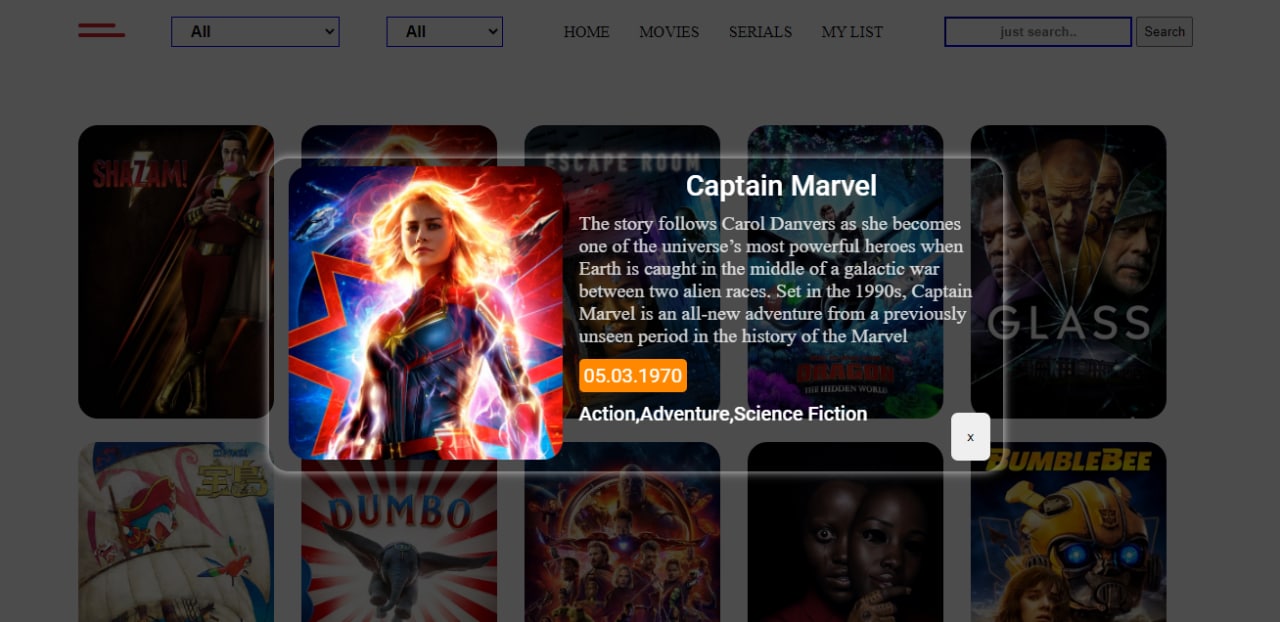 All
All
HOME
MOVIES
SERIALS
MY LIST
just search..
Search
SHAZAM!
ESCAPE ROOM
Captain Marvel
The story follows Carol Danvers as she becomes
one of the universe’s most powerful heroes when
Earth is caught in the middle of a galactic war
between two alien races. Set in the 1990s, Captain
Marvel is an all-new adventure from a previously
unseen period in the history of the Marvel
05.03.1970
Action,Adventure,Science Fiction
x
DRAGON
THE HIDDEN WORLD
GLASS
宝島
DUMBO
BUMBLEBEE